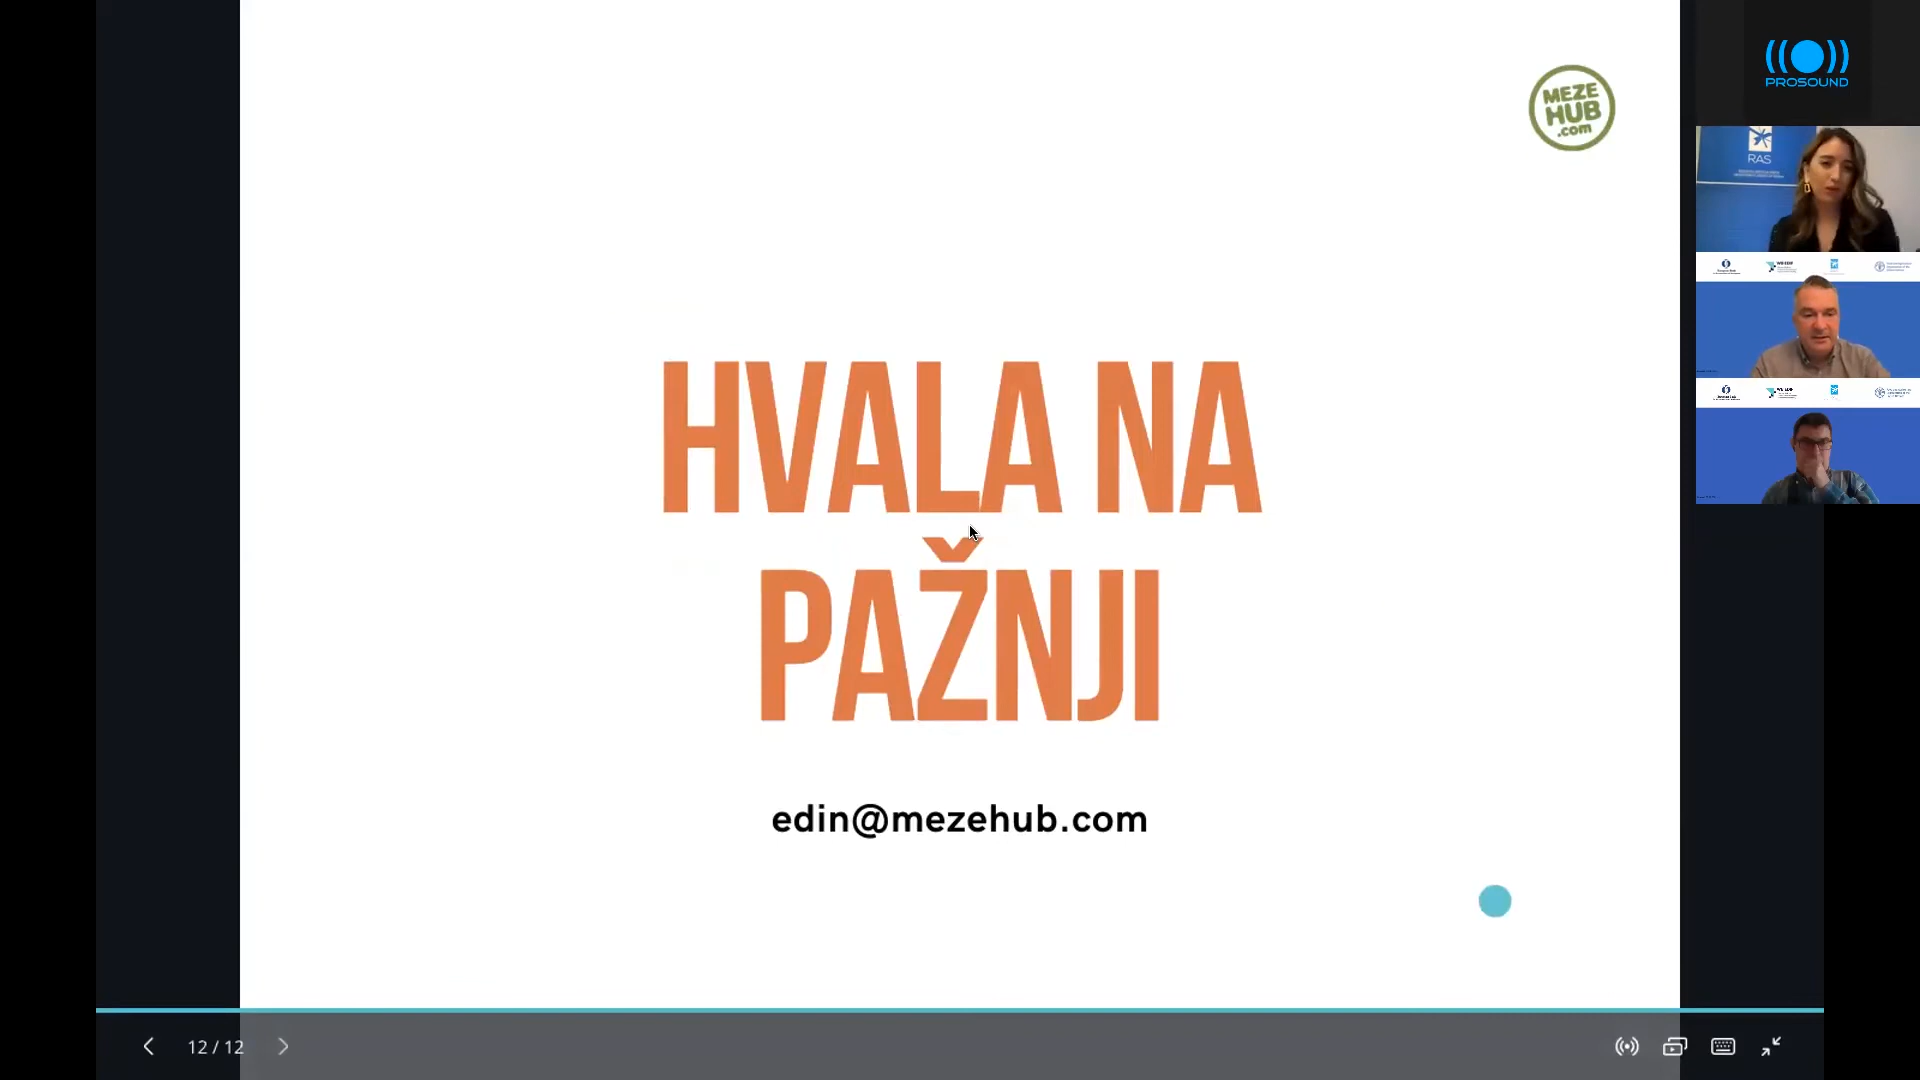 MEZE
HUB
.com
HVALA NA
PAŽNJI
edin@mezehub.com
12 / 12
PROSOUND
RAS